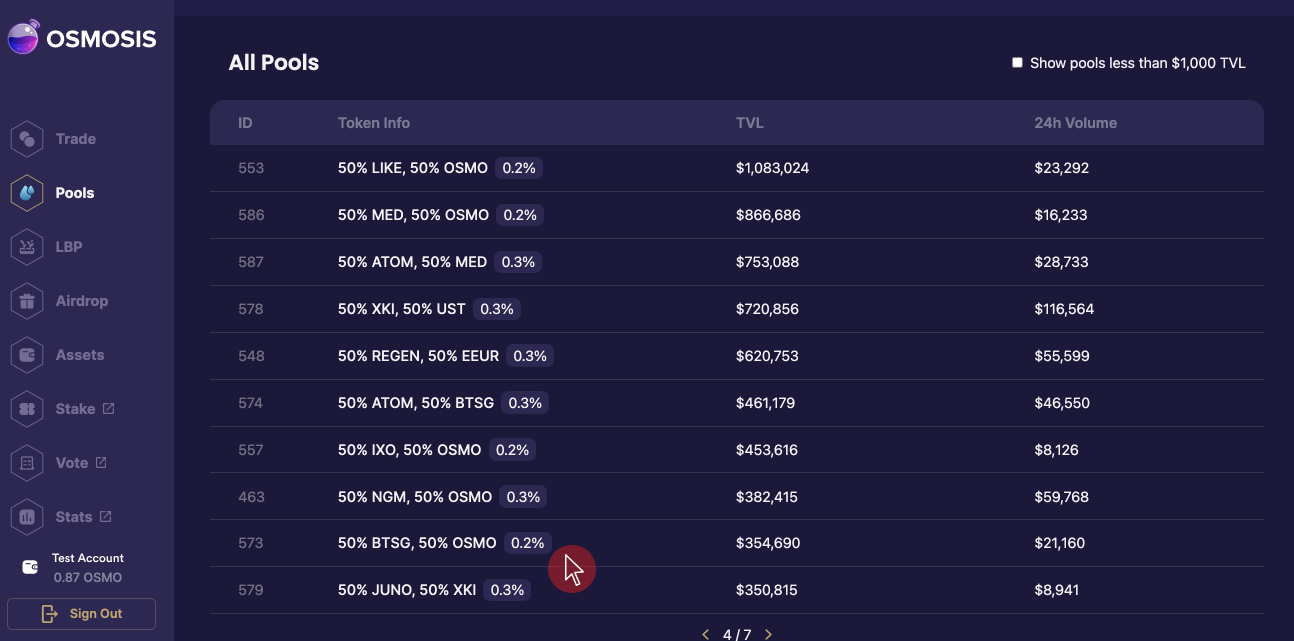 OSMOSIS
Trade
Pools
LBP
Airdrop
Assets
Stake
Vote
Stats
Test Account
0.87 OSMO
Sign Out
All Pools
Show pools less than $1,000 TVL
ID Token Info TVL 24h Volume
553 50% LIKE, 50% OSMO 0.2% $1,083,024 $23,292
586 50% MED, 50% OSMO 0.2% $866,686 $16,233
587 50% ATOM, 50% MED 0.3% $753,088 $28,733
578 50% XKI, 50% UST 0.3% $720,856 $116,564
548 50% REGEN, 50% EEUR 0.3% $620,753 $55,599
574 50% ATOM, 50% BTSG 0.3% $461,179 $46,550
557 50% IXO, 50% OSMO 0.2% $453,616 $8,126
463 50% NGM, 50% OSMO 0.3% $382,415 $59,768
573 50% BTSG, 50% OSMO 0.2% $354,690 $21,160
579 50% JUNO, 50% XKI 0.3% $350,815 $8,941
4 / 7